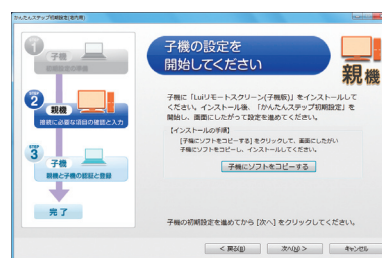 かんたんステップ初期設定(宅内用)
1
子機
STEP
2
親機
接続に必要な項目の確認と入力
STEP
3
子機
親機と子機の認証と登録
完了
子機の設定を
開始してください
親機
子機に「Luiリモートスクリーン(子機版)」をインストールして
ください。インストール後、「かんたんステップ初期設定」を
開始し、画面にしたがって設定を進めてください。
【インストールの手順】
[子機にソフトをコピーする]をクリックして、画面にしたがい
子機にソフトをコピーし、インストールしてください。
子機にソフトをコピーする
子機の初期設定を進めてから [次へ] をクリックしてください。
< 戻る(B)
次へ(N) >
キャンセル